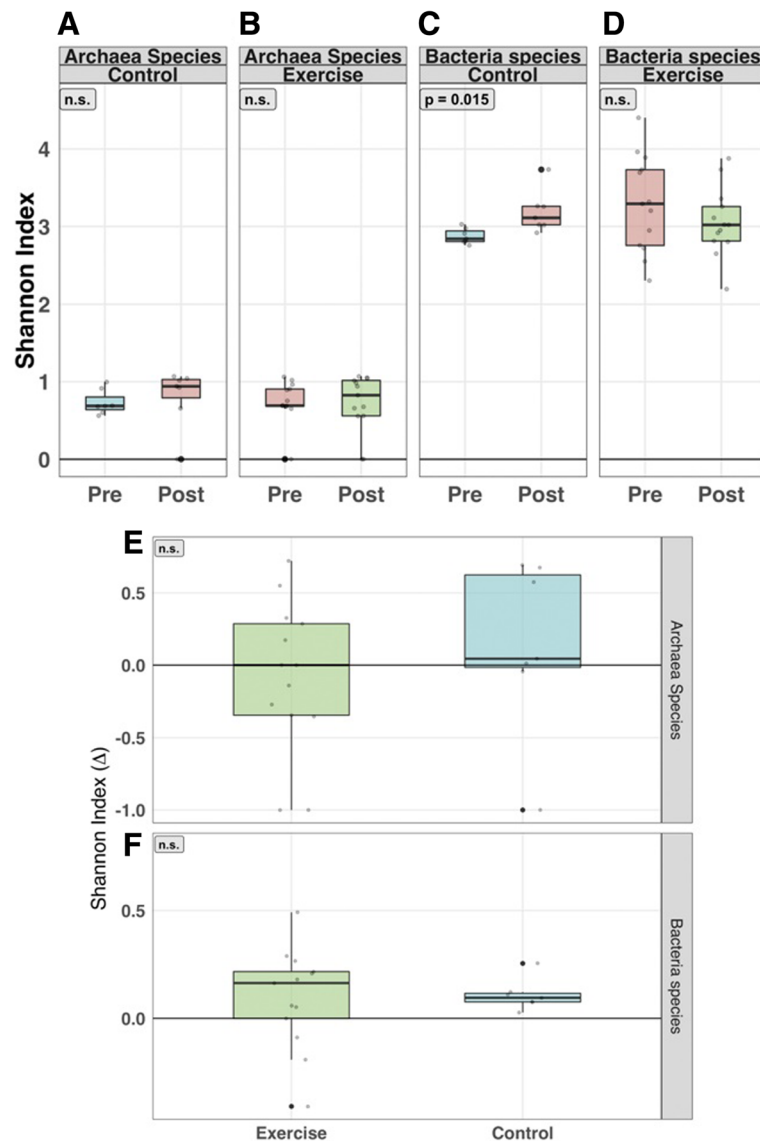 A B C D
Archaea Species Archaea Species Bacteria species Bacteria species
Control Exercise Control Exercise
n.s. n.s. p = 0.015 n.s.
Shannon Index
4
3
2
1
0
Pre Post Pre Post Pre Post Pre Post
E
n.s.
0.5
0.0
-0.5
-1.0
Archaea Species
Shannon Index (Δ)
F
n.s.
0.5
0.0
Bacteria species
Exercise Control